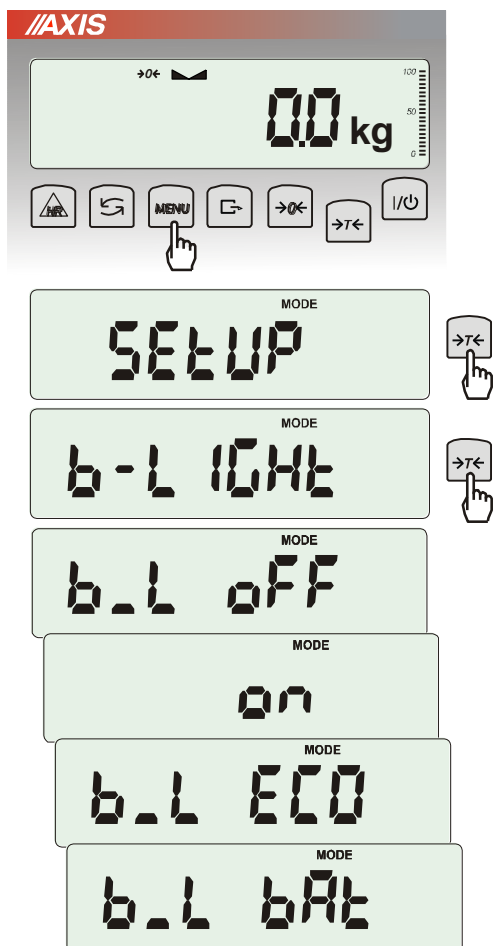 //AXIS
→0←
100
0.0 kg
50
0
HR MENU →0← →T← I/⏻
MODE
SEtUP
→T←
MODE
b-LIGHt
→T←
MODE
b_L oFF
MODE
on
MODE
b_L ECO
MODE
b_L bAt